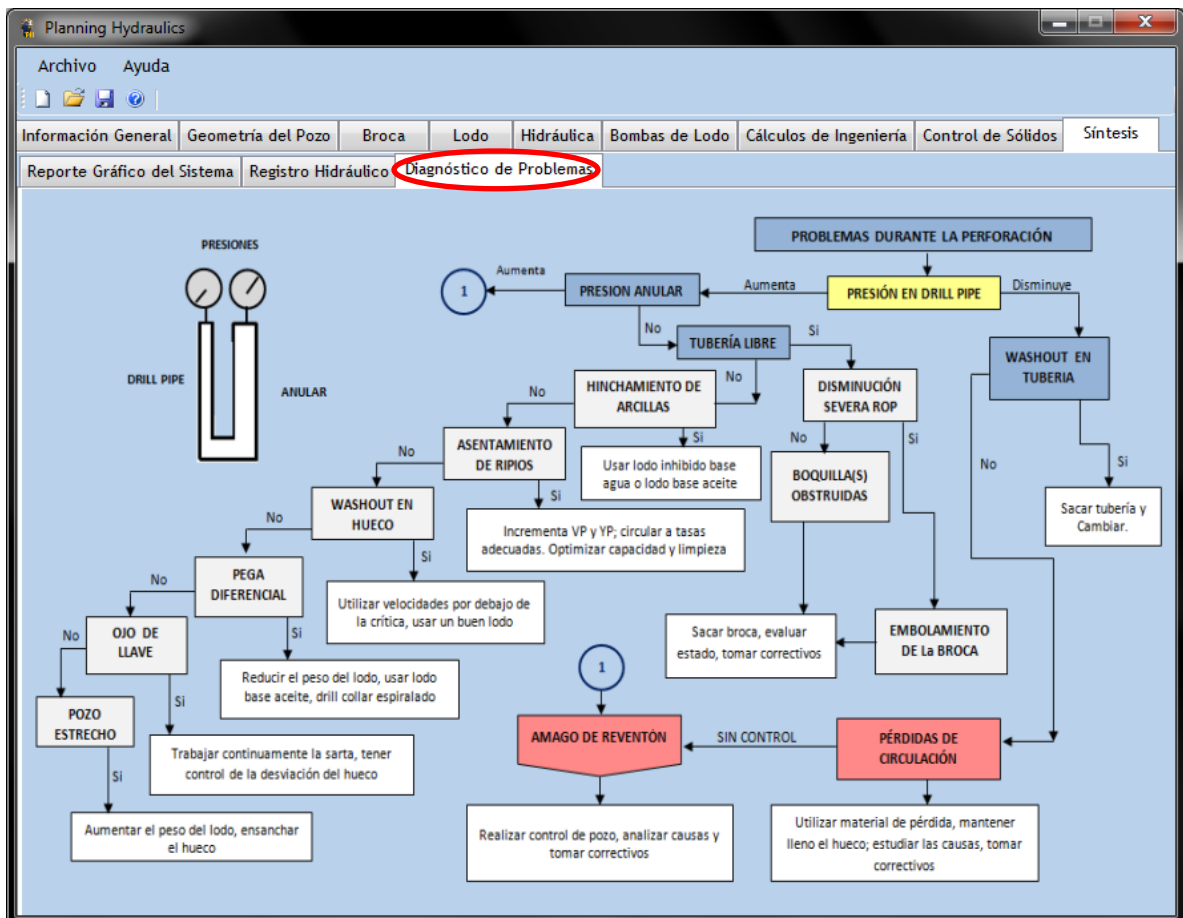 Planning Hydraulics
Archivo Ayuda
Información General Geometría del Pozo Broca Lodo Hidráulica Bombas de Lodo Cálculos de Ingeniería Control de Sólidos Síntesis
Reporte Gráfico del Sistema Registro Hidráulico Diagnóstico de Problemas
PRESIONES
DRILL PIPE
ANULAR
PROBLEMAS DURANTE LA PERFORACIÓN
PRESIÓN EN DRILL PIPE
Aumenta
Disminuye
PRESION ANULAR
Aumenta
1
No
TUBERÍA LIBRE
Si
No
WASHOUT EN
TUBERIA
Si
No
Sacar tubería y
Cambiar.
DISMINUCIÓN
SEVERA ROP
No
Si
BOQUILLA(S)
OBSTRUIDAS
EMBOLAMIENTO
DE La BROCA
Sacar broca, evaluar
estado, tomar correctivos
HINCHAMIENTO DE
ARCILLAS
No
Si
Usar lodo inhibido base
agua o lodo base aceite
ASENTAMIENTO
DE RIPIOS
No
Si
Incrementa VP y YP; circular a tasas
adecuadas. Optimizar capacidad y limpieza
WASHOUT EN
HUECO
No
Si
Utilizar velocidades por debajo de
la crítica, usar un buen lodo
PEGA
DIFERENCIAL
No
Si
Reducir el peso del lodo, usar lodo
base aceite, drill collar espiralado
OJO DE
LLAVE
No
Si
Trabajar continuamente la sarta, tener
control de la desviación del hueco
POZO
ESTRECHO
Si
Aumentar el peso del lodo, ensanchar
el hueco
1
AMAGO DE REVENTÓN
SIN CONTROL
PÉRDIDAS DE
CIRCULACIÓN
Realizar control de pozo, analizar causas y
tomar correctivos
Utilizar material de pérdida, mantener
lleno el hueco; estudiar las causas, tomar
correctivos